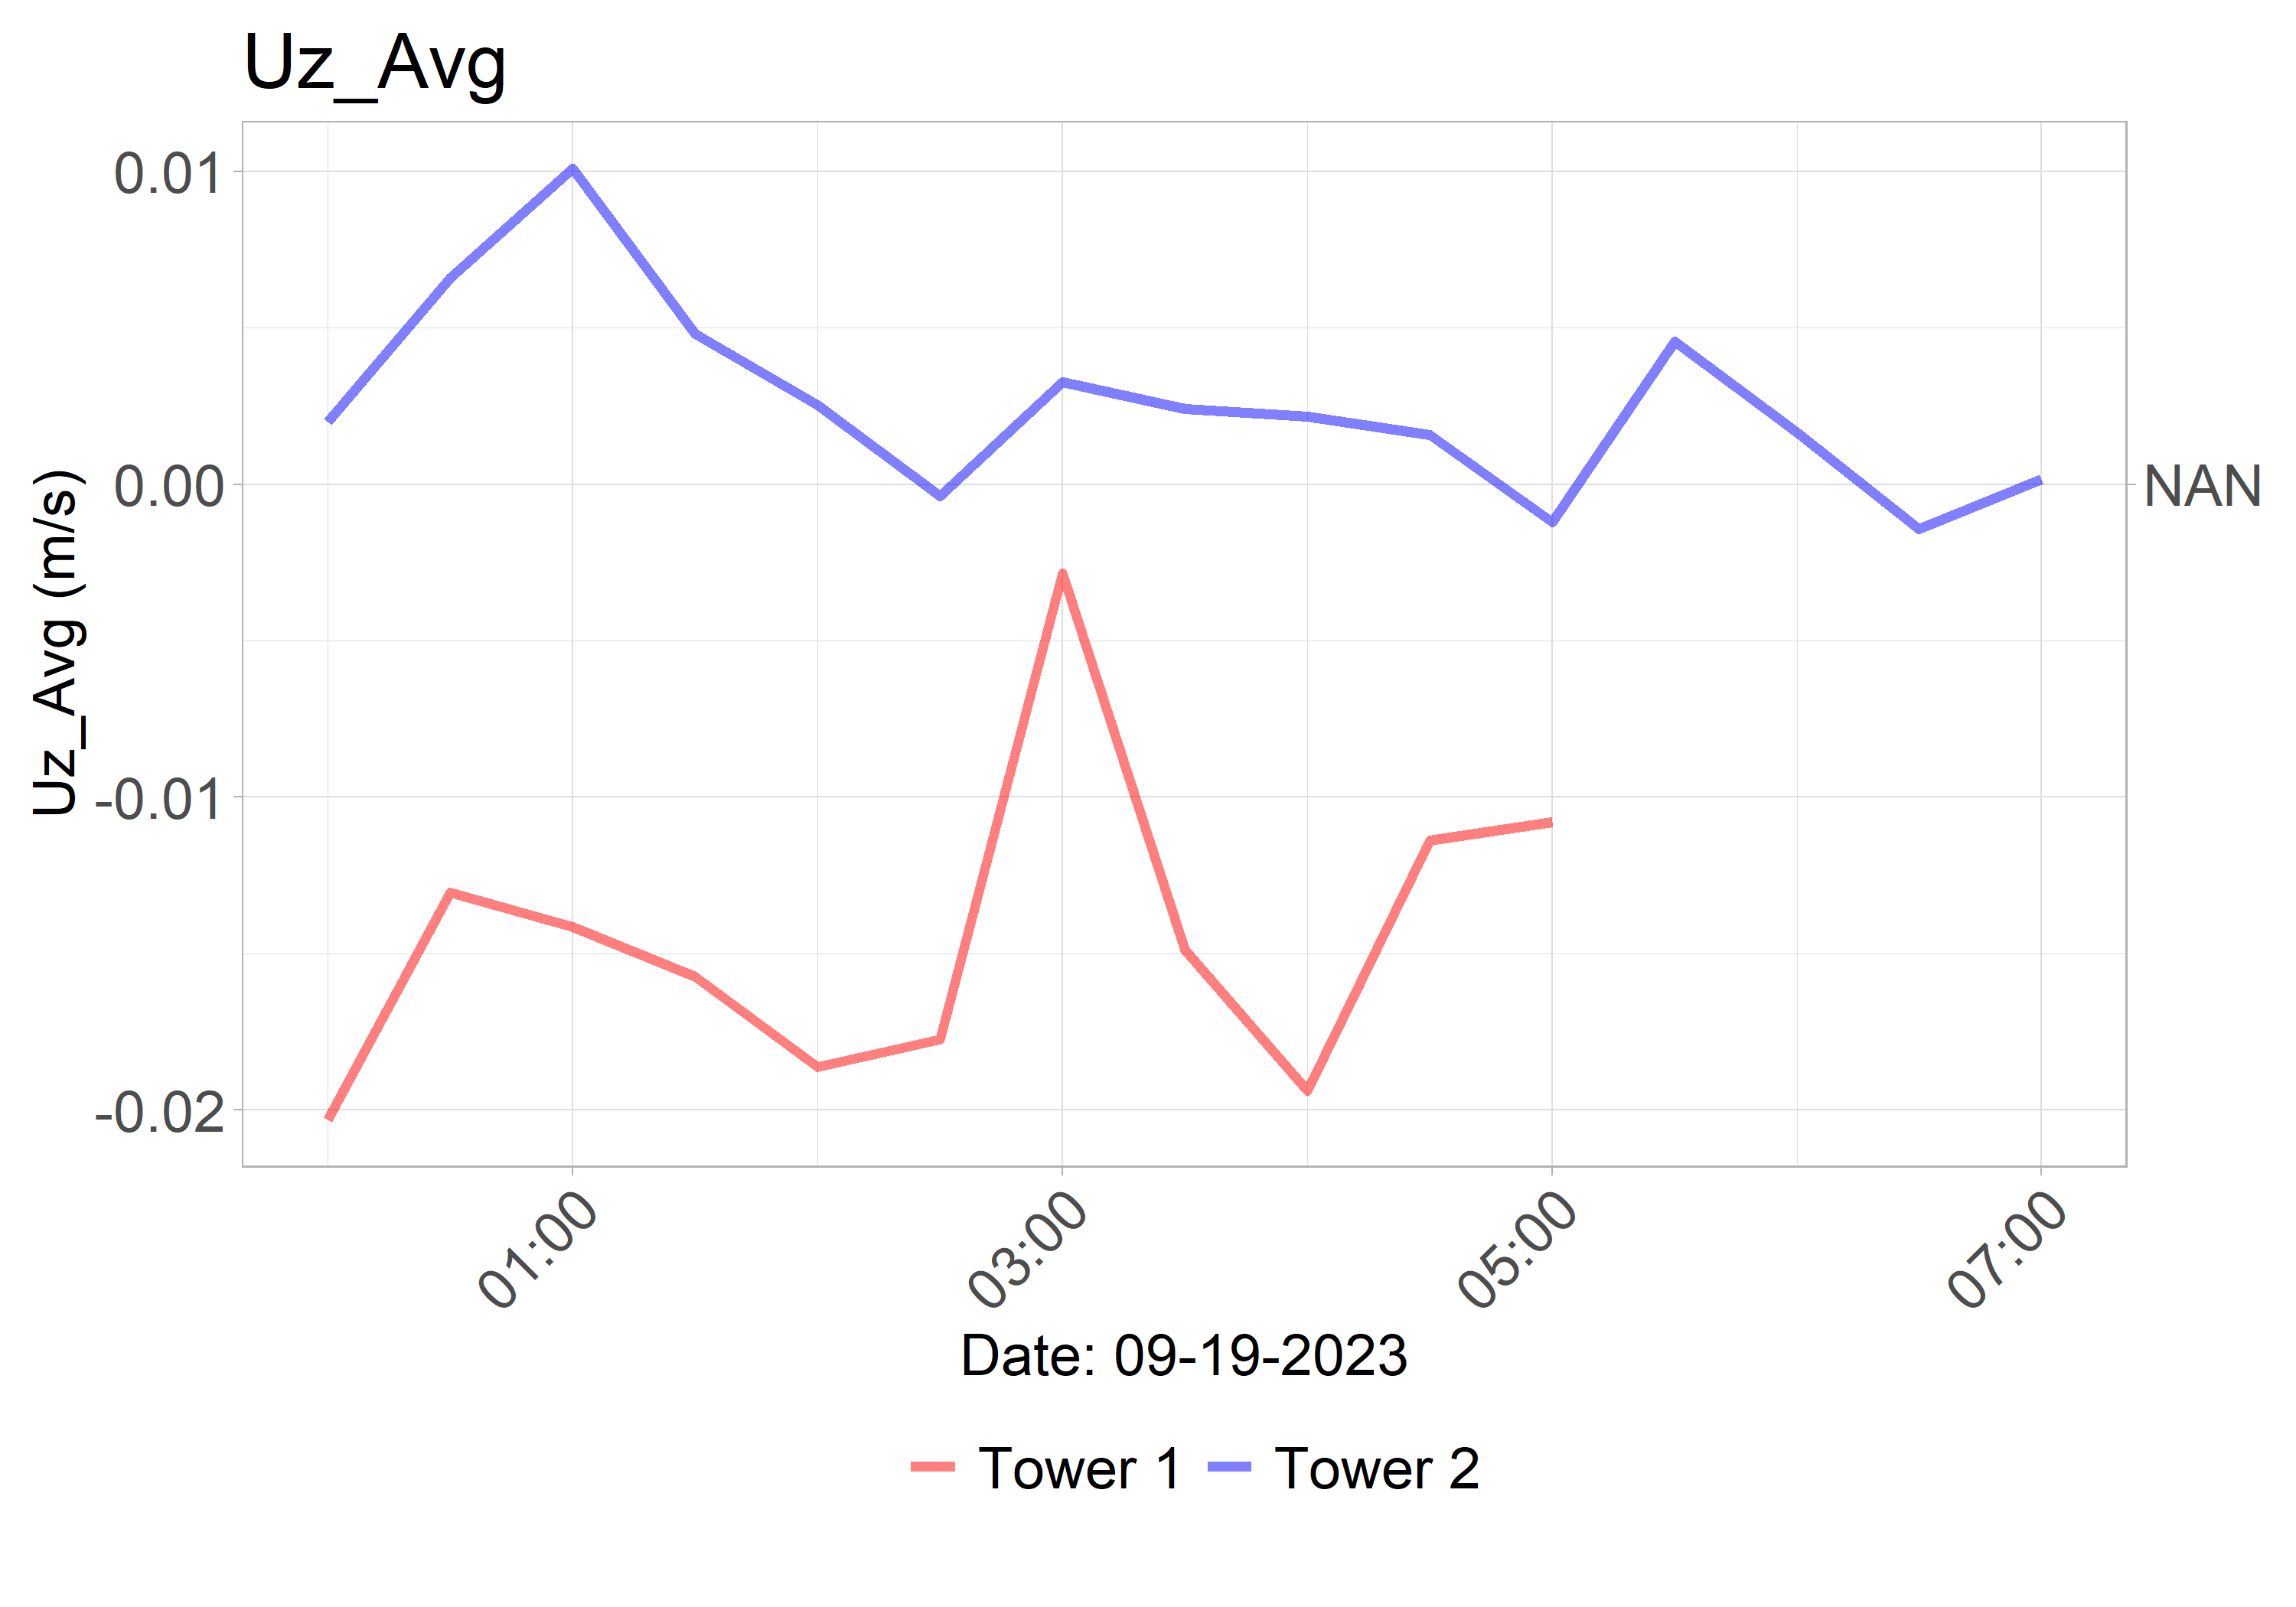 Uz_Avg
Uz_Avg (m/s)
0.01
0.00
-0.01
-0.02
NAN
01:00
03:00
05:00
07:00
Date: 09-19-2023
Tower 1
Tower 2